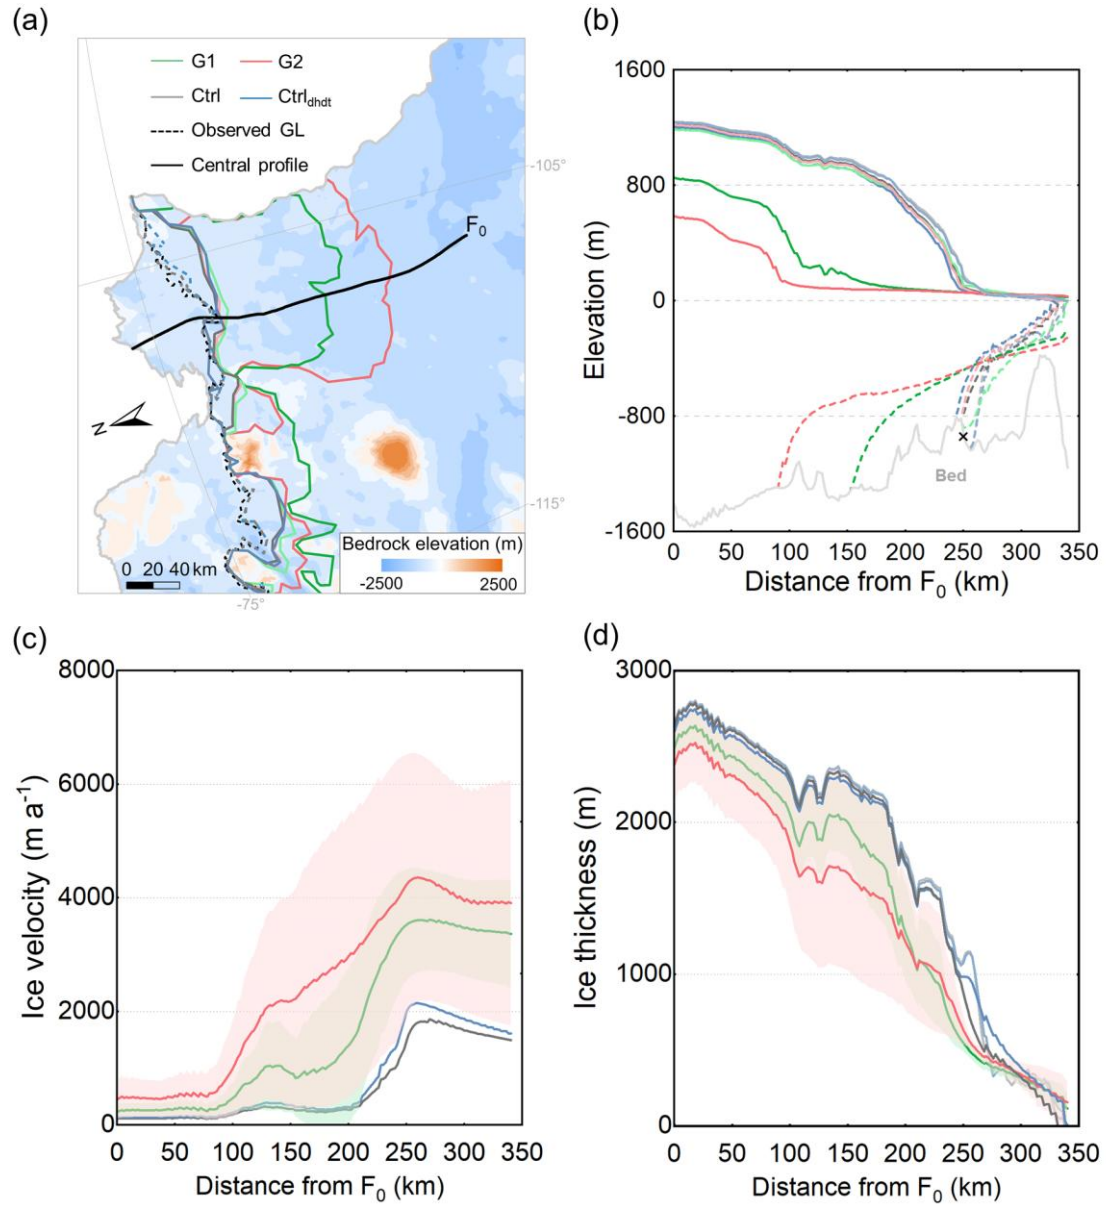 (a)
G1 G2
Ctrl Ctrl_dhdt
Observed GL
Central profile
-105°
F₀
N
-115°
Bedrock elevation (m)
-2500 2500
0 20 40 km
-75°
(b)
1600
800
0
-800
-1600
Elevation (m)
Bed
0 50 100 150 200 250 300 350
Distance from F₀ (km)
(c)
8000
6000
4000
2000
0
Ice velocity (m a⁻¹)
0 50 100 150 200 250 300 350
Distance from F₀ (km)
(d)
3000
2000
1000
0
Ice thickness (m)
0 50 100 150 200 250 300 350
Distance from F₀ (km)